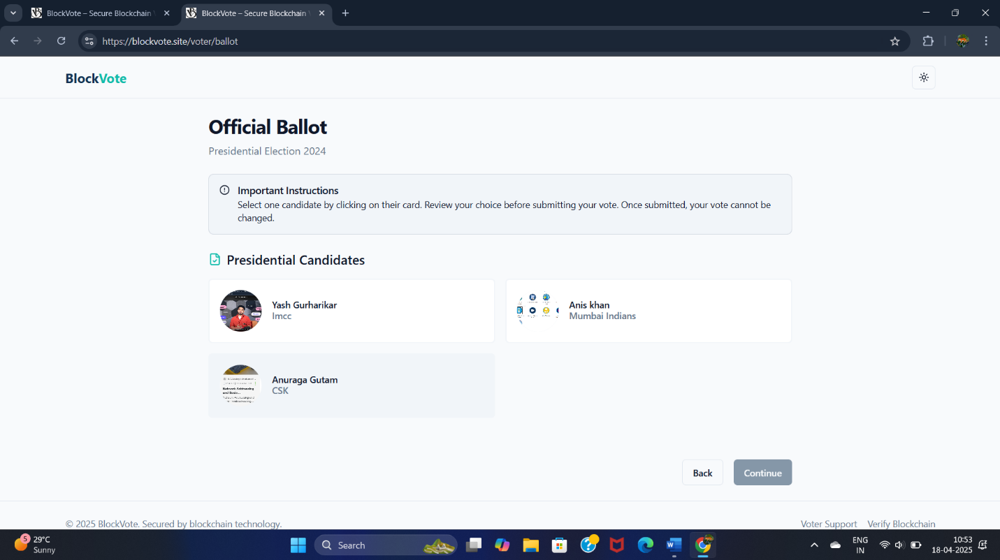 BlockVote – Secure Blockchain
BlockVote – Secure Blockchain
https://blockvote.site/voter/ballot
BlockVote
Official Ballot
Presidential Election 2024
Important Instructions
Select one candidate by clicking on their card. Review your choice before submitting your vote. Once submitted, your vote cannot be
changed.
Presidential Candidates
Yash Gurharikar
Imcc
Anis khan
Mumbai Indians
Network Addressing
Anuraga Gutam
CSK
Back
Continue
© 2025 BlockVote. Secured by blockchain technology.
Voter Support
Verify Blockchain
5
29°C
Sunny
Search
ENG
IN
10:53
18-04-2025